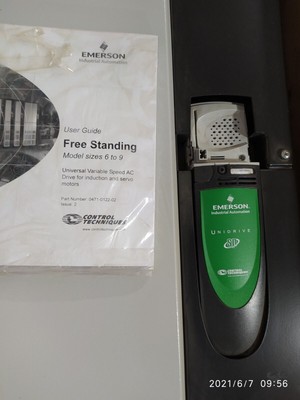 EMERSON
Industrial Automation
User Guide
Free Standing
Model sizes 6 to 9
Universal Variable Speed AC
Drive for induction and servo
motors
Part Number: 0471-0122-02
Issue: 2
CONTROL
TECHNIQUES
EMERSON
Industrial Automation
UNIDRIVE
SP
CONTROL
TECHNIQUES
2021/6/7 09:56